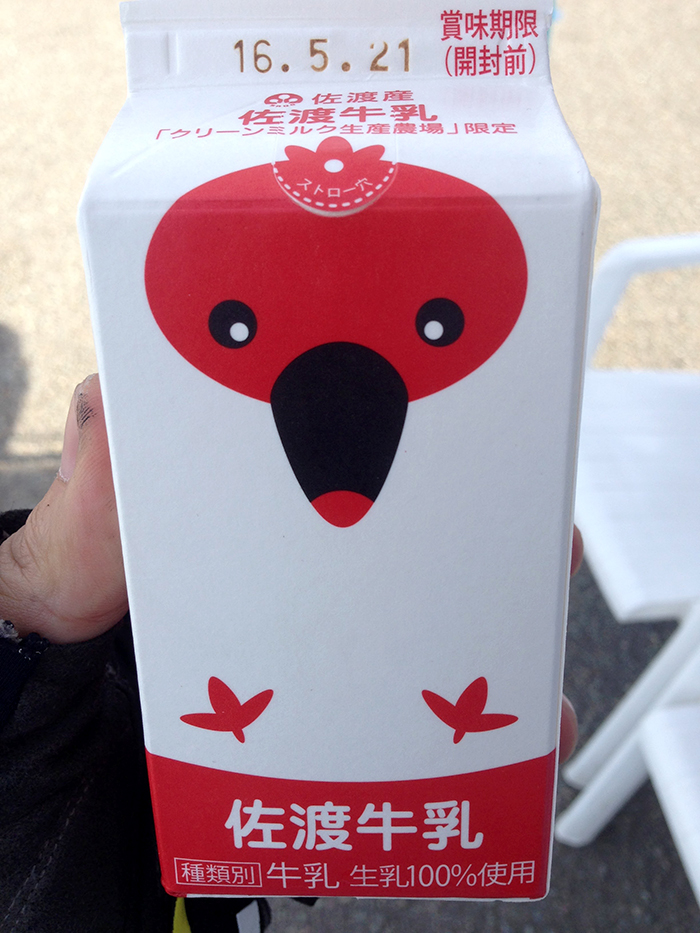 16.5.21
賞味期限
(開封前)
佐渡産
佐渡牛乳
「クリーンミルク生産農場」限定
ストロー穴
佐渡牛乳
種類別 牛乳 生乳100%使用